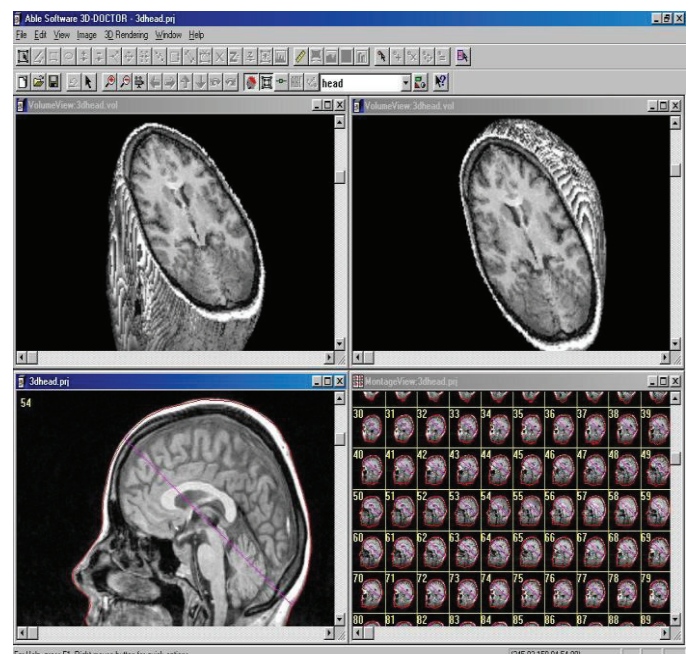 Able Software 3D-DOCTOR - 3dhead.prj
File Edit View Image 3D Rendering Window Help
head
VolumeView:3dhead.vol
VolumeView:3dhead.vol
3dhead.prj
MontageView:3dhead.prj
54
30 31 32 33 34 35 36 37 38 39
40 41 42 43 44 45 46 47 48 49
50 51 52 53 54 55 56 57 58 59
60 61 62 63 64 65 66 67 68 69
70 71 72 73 74 75 76 77 78 79
80 81 82 83 84 85 86 87 88 89